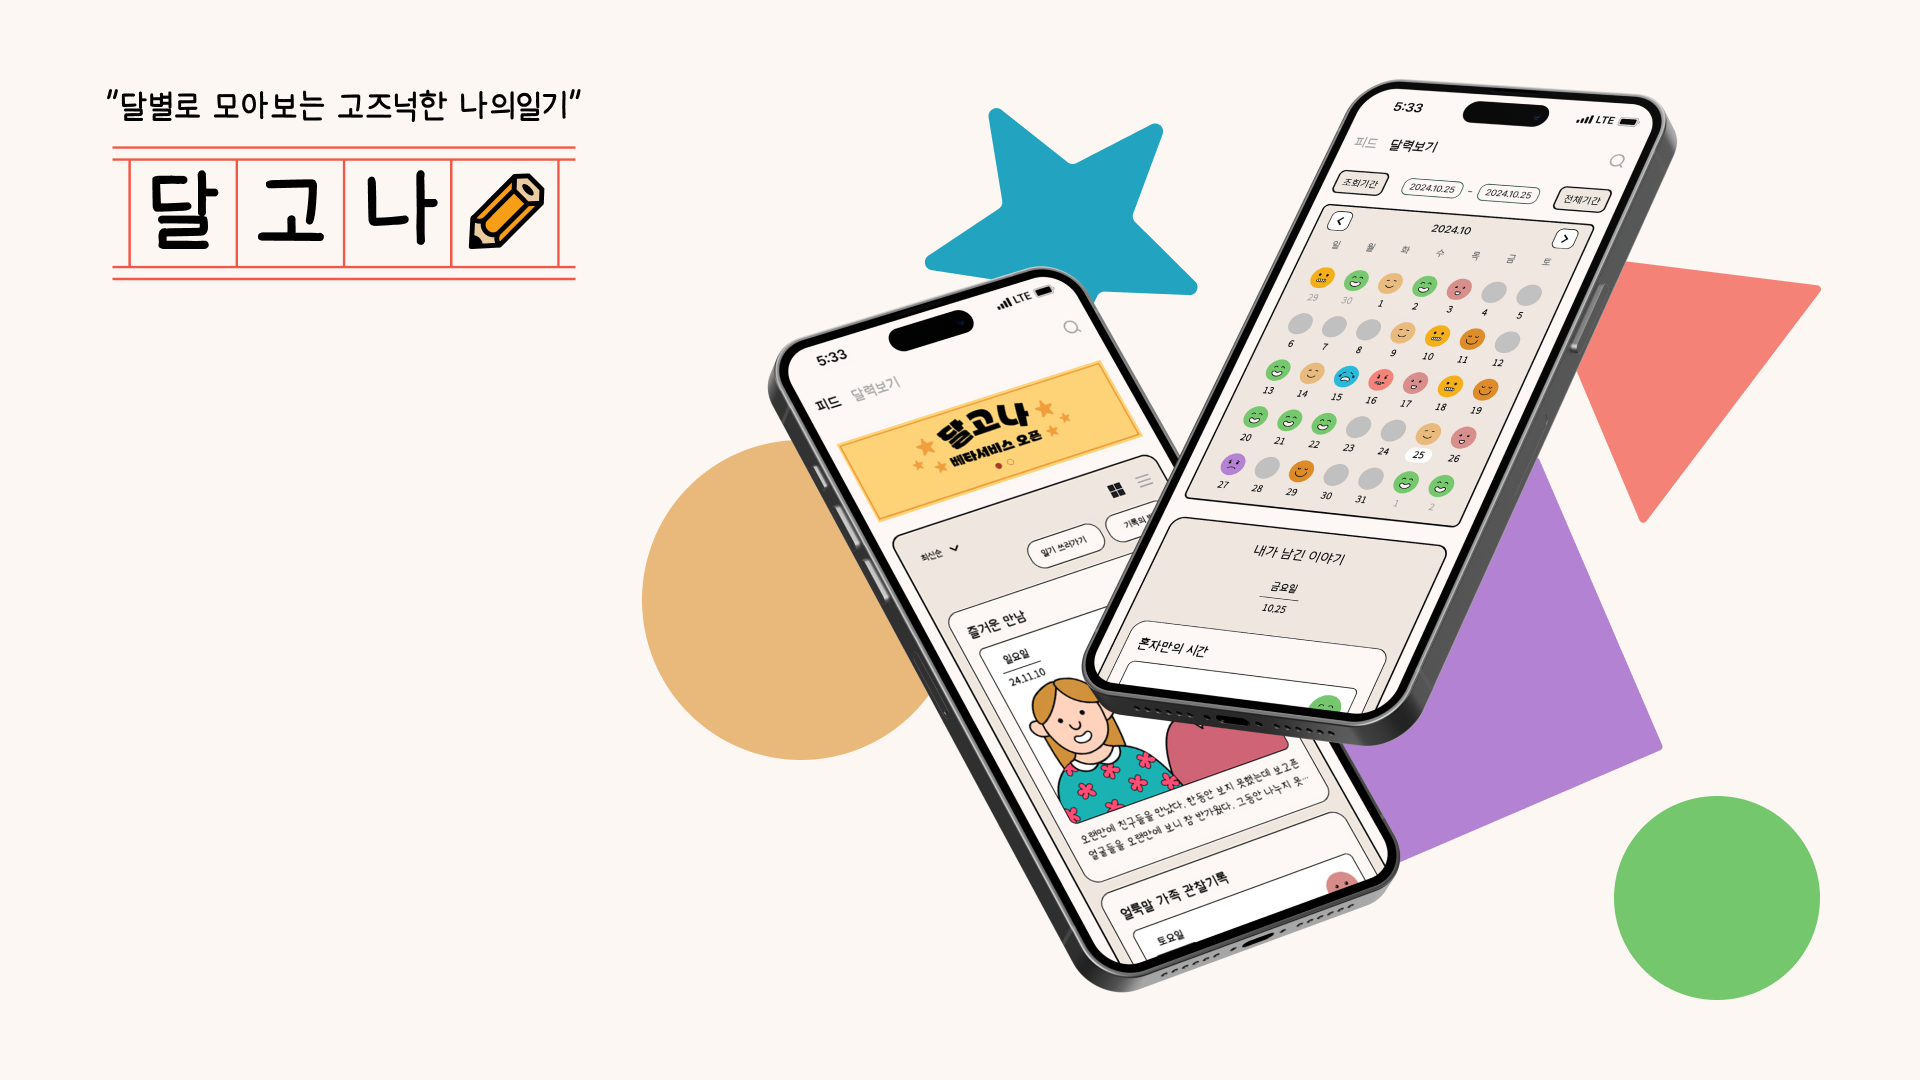 "달별로 모아보는 고즈넉한 나의일기"
달고나
5:33
LTE
피드 달력보기
달고나
베타서비스 오픈
최신순
일기 쓰러가기
기록의
즐거운 만남
일요일
24.11.10
오랜만에 친구들을 만났다. 한동안 보지 못했는데 보고픈
얼굴들을 오랜만에 보니 참 반가웠다. 그동안 나누지 못...
얼룩말 가족 관찰기록
토요일
5:33
LTE
피드 달력보기
조회기간 2024.10.25 - 2024.10.25 전체기간
2024.10
일 월 화 수 목 금 토
29 30 1 2 3 4 5
6 7 8 9 10 11 12
13 14 15 16 17 18 19
20 21 22 23 24 25 26
27 28 29 30 31 1 2
내가 남긴 이야기
금요일
10.25
혼자만의 시간